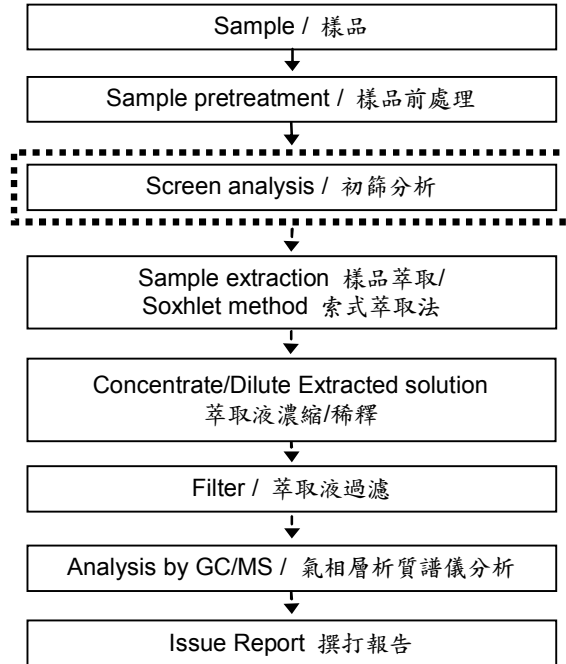 Sample / 樣品
Sample pretreatment / 樣品前處理
Screen analysis / 初篩分析
Sample extraction 樣品萃取/
Soxhlet method 索式萃取法
Concentrate/Dilute Extracted solution
萃取液濃縮/稀釋
Filter / 萃取液過濾
Analysis by GC/MS / 氣相層析質譜儀分析
Issue Report 撰打報告